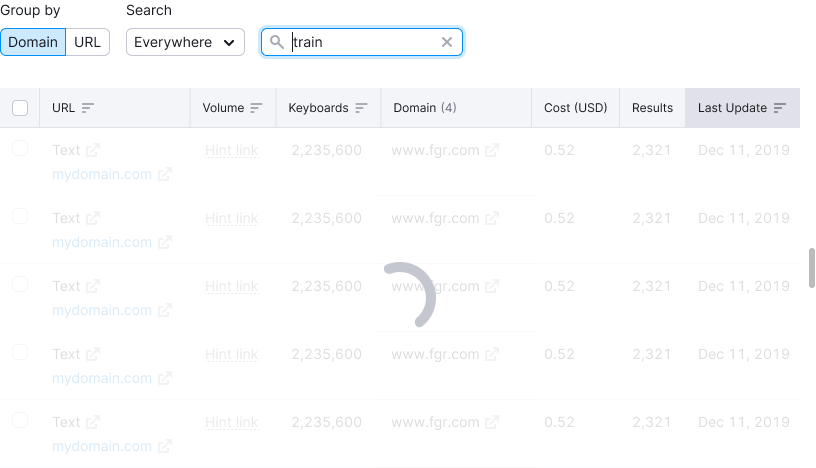 Group by Search
Domain URL Everywhere train
URL Volume Keyboards Domain (4) Cost (USD) Results Last Update
Text Hint link 2,235,600 www.fgr.com 0.52 2,321 Dec 11, 2019
mydomain.com
Text Hint link 2,235,600 www.fgr.com 0.52 2,321 Dec 11, 2019
mydomain.com
Text Hint link 2,235,600 www.fgr.com 0.52 2,321 Dec 11, 2019
mydomain.com
Text Hint link 2,235,600 www.fgr.com 0.52 2,321 Dec 11, 2019
mydomain.com
Text Hint link 2,235,600 www.fgr.com 0.52 2,321 Dec 11, 2019
mydomain.com